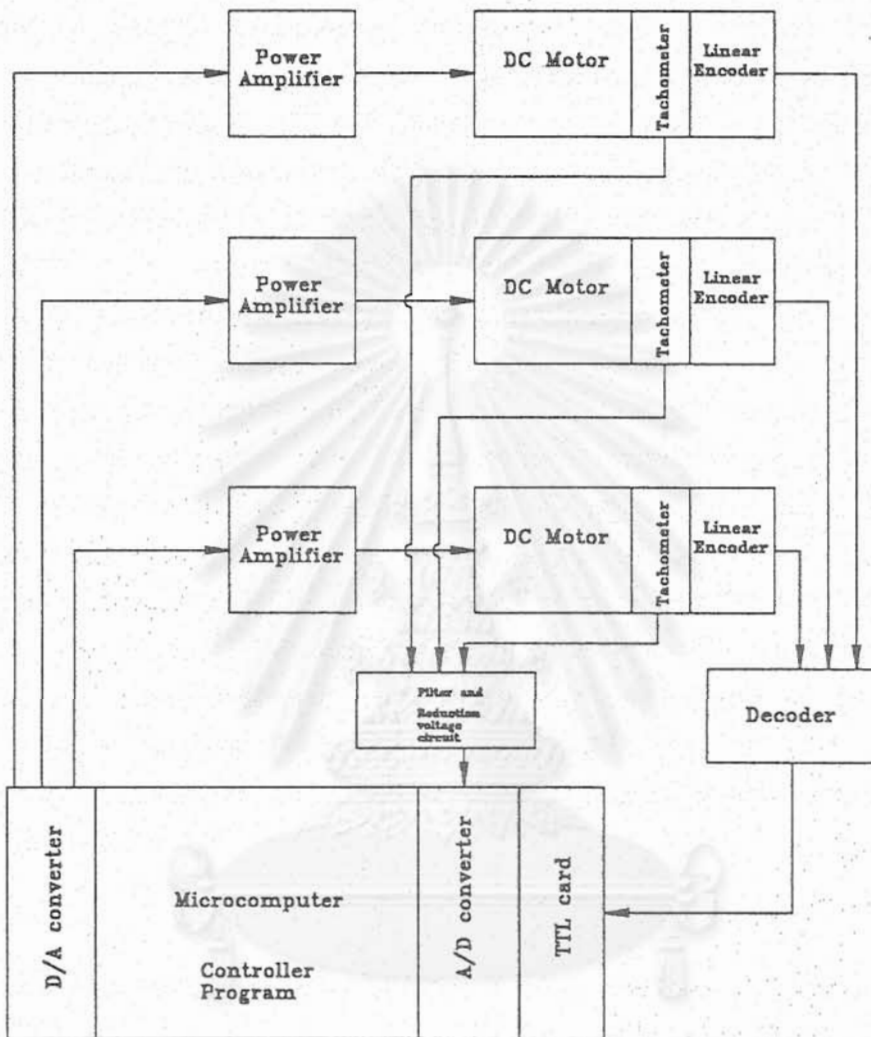 Power
Amplifier
DC Motor
Tachometer
Linear
Encoder
Power
Amplifier
DC Motor
Tachometer
Linear
Encoder
Power
Amplifier
DC Motor
Tachometer
Linear
Encoder
Filter and
Reduction
voltage
circuit
Decoder
D/A converter
Microcomputer
Controller
Program
A/D converter
TTL card